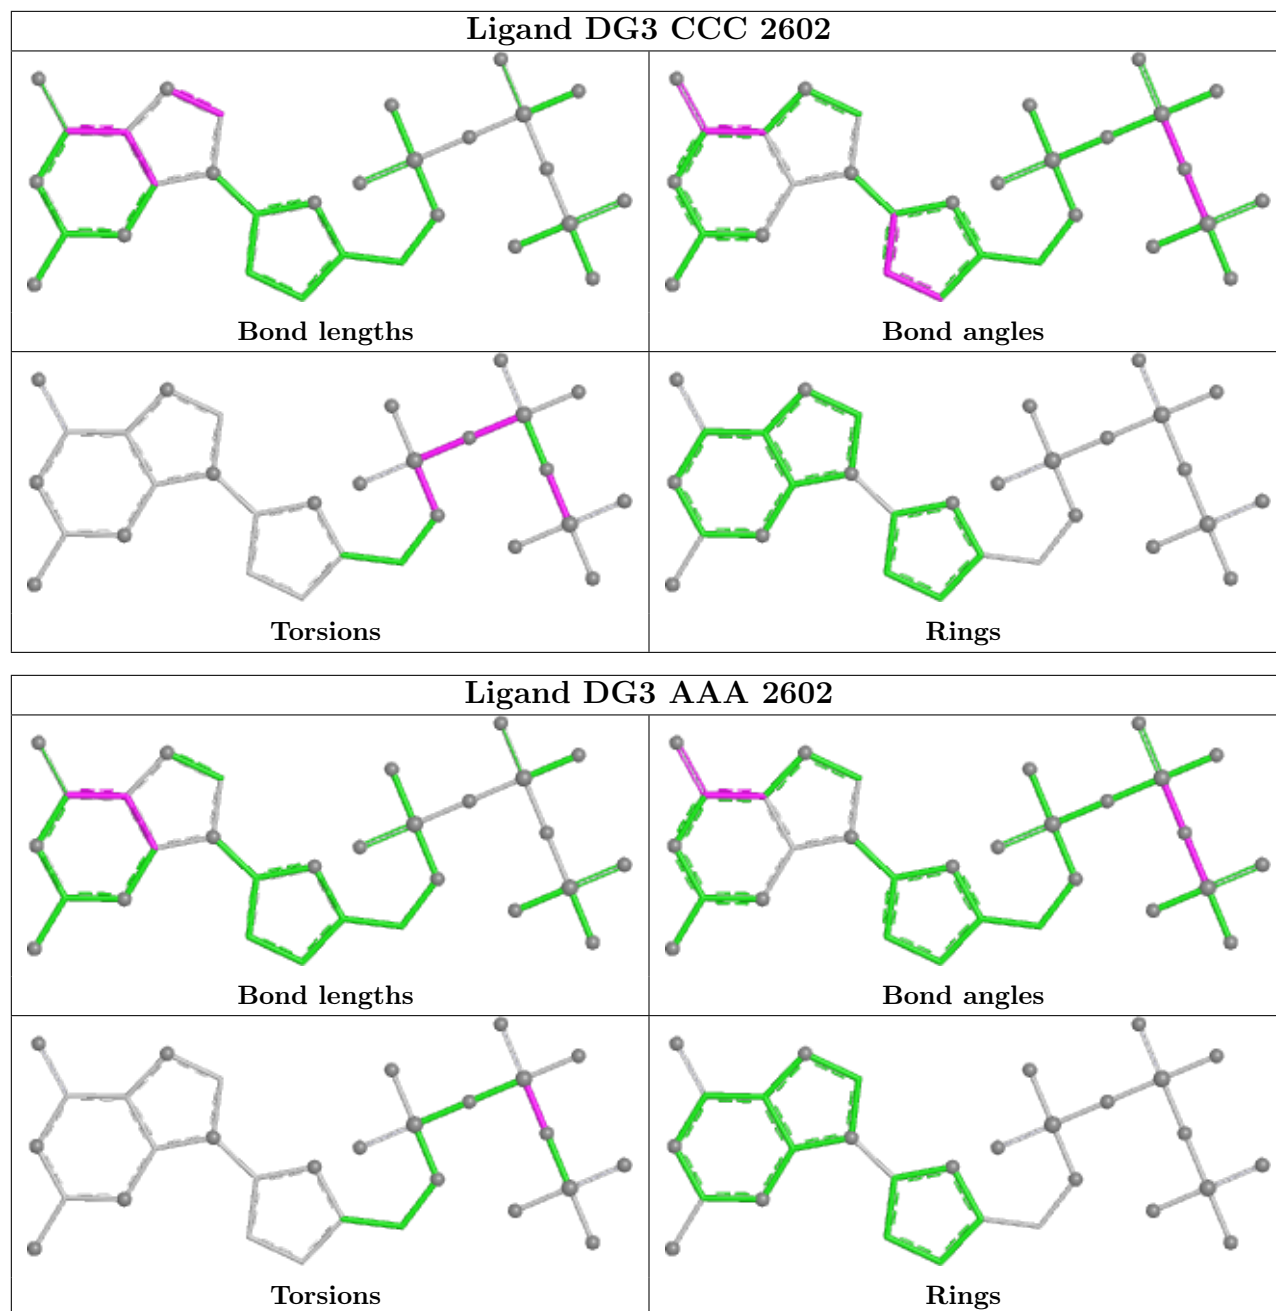 Ligand DG3 CCC 2602
Bond lengths
Bond angles
Torsions
Rings
Ligand DG3 AAA 2602
Bond lengths
Bond angles
Torsions
Rings